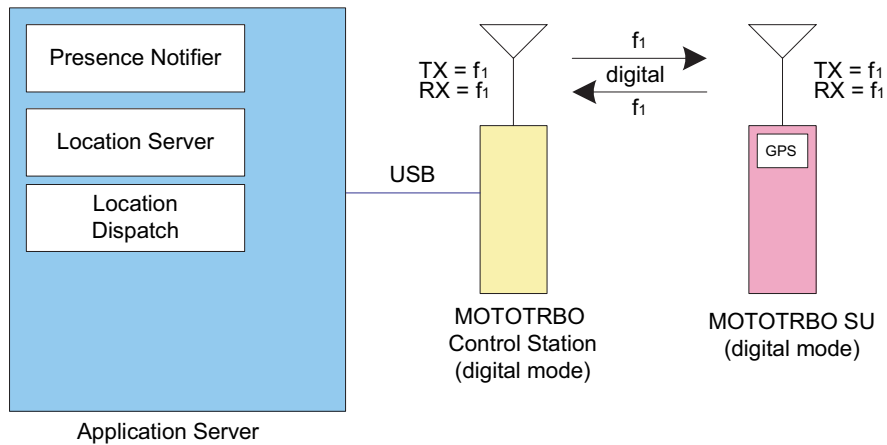 Presence Notifier
Location Server
Location
Dispatch
Application Server
USB
TX = f₁
RX = f₁
MOTOTRBO
Control Station
(digital mode)
f₁
digital
f₁
TX = f₁
RX = f₁
GPS
MOTOTRBO SU
(digital mode)